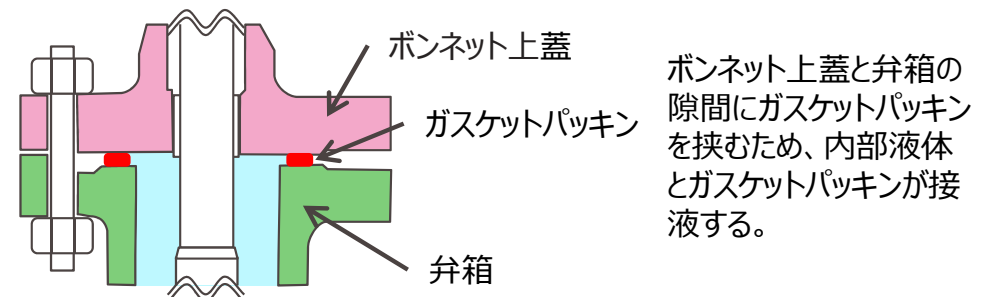 ボンネット上蓋
ガスケットパッキン
弁箱
ボンネット上蓋と弁箱の
隙間にガスケットパッキン
を挟むため、内部液体
とガスケットパッキンが接
液する。